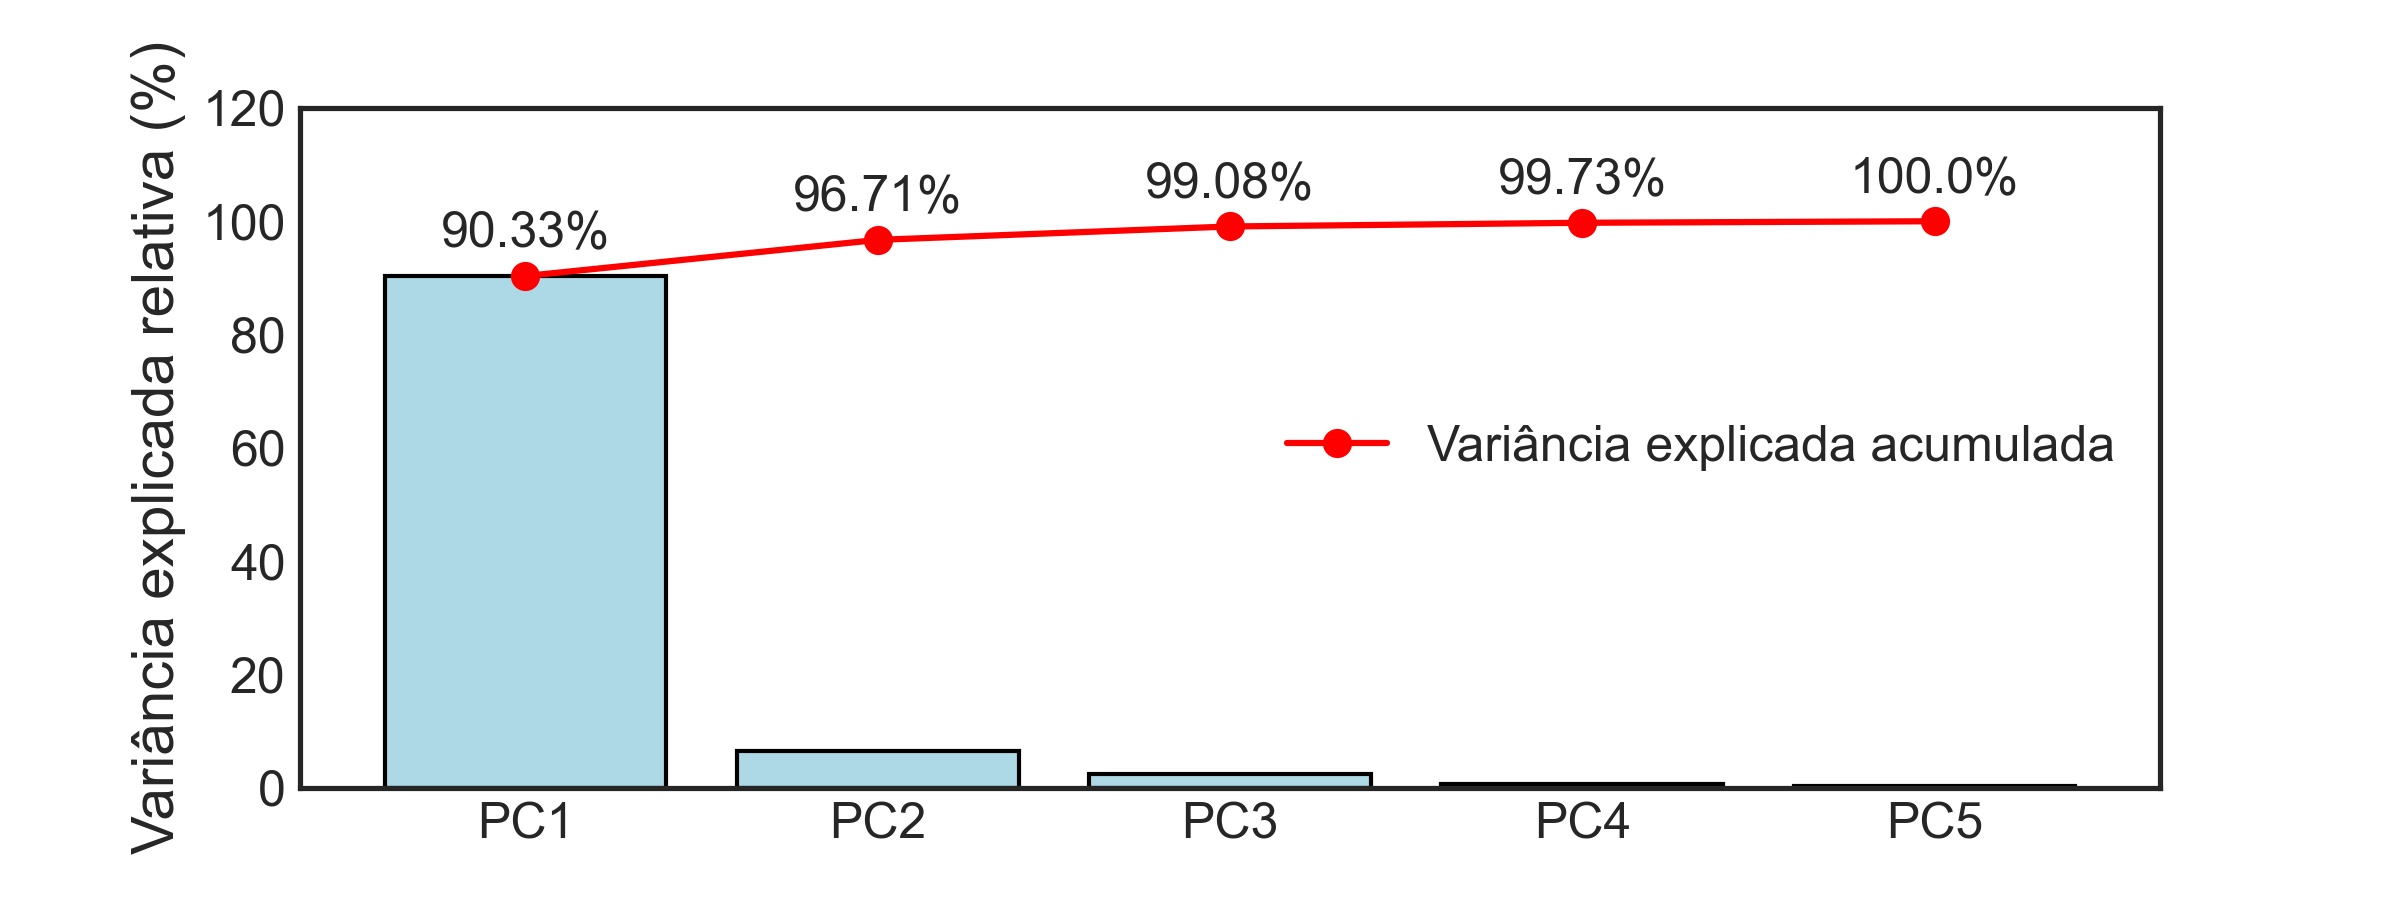 Variância explicada relativa (%)
120
100
80
60
40
20
0
90.33%
96.71%
99.08%
99.73%
100.0%
Variância explicada acumulada
PC1
PC2
PC3
PC4
PC5